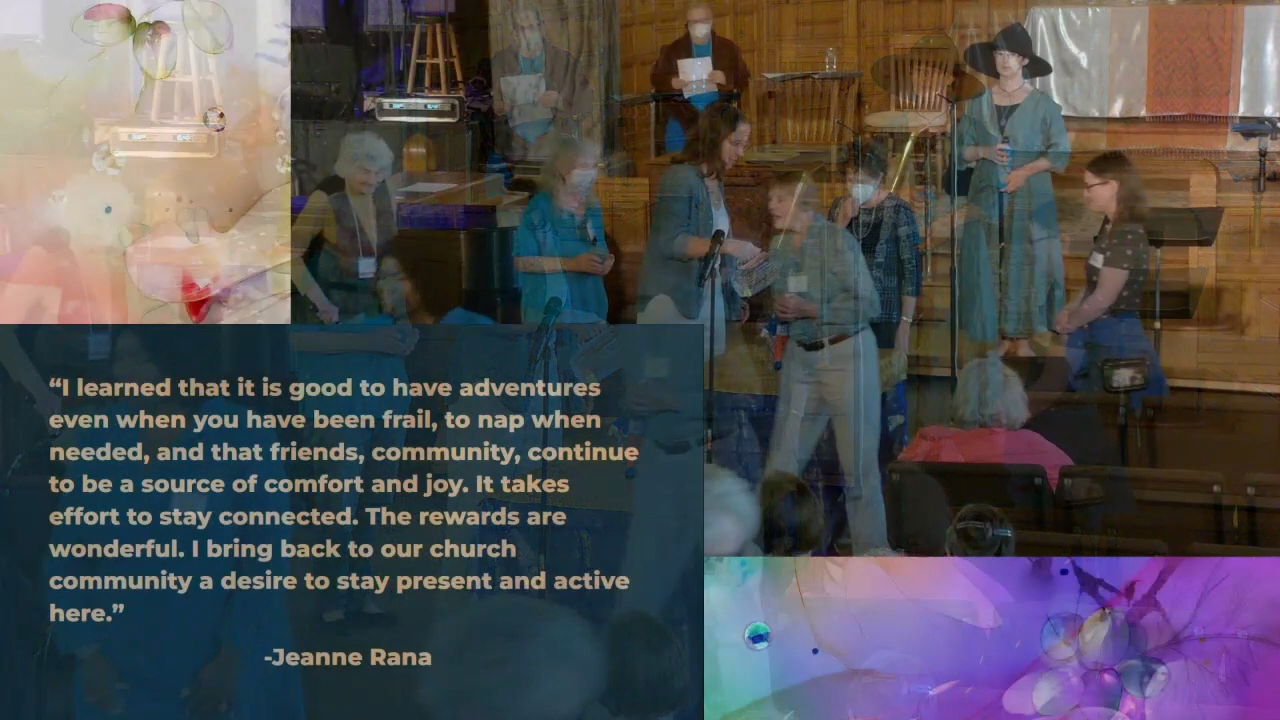 “I learned that it is good to have adventures
even when you have been frail, to nap when
needed, and that friends, community, continue
to be a source of comfort and joy. It takes
effort to stay connected. The rewards are
wonderful. I bring back to our church
community a desire to stay present and active
here.”
-Jeanne Rana